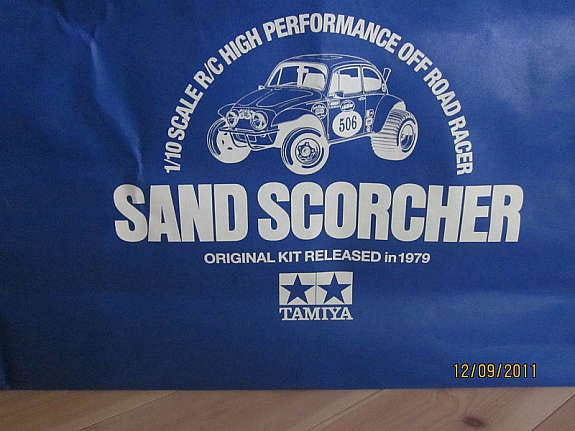 1/10 SCALE R/C HIGH PERFORMANCE OFF ROAD RACER
506
SAND SCORCHER
ORIGINAL KIT RELEASED in 1979
TAMIYA
12/09/2011